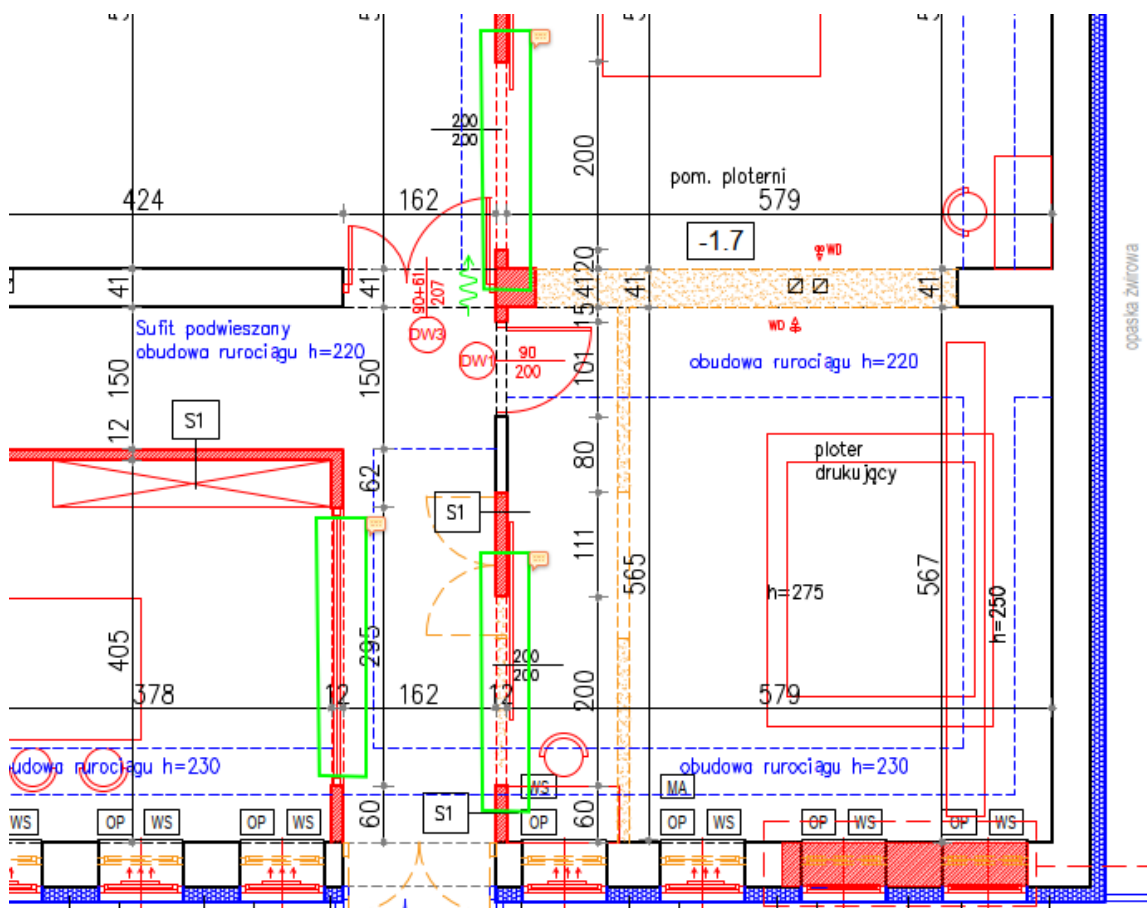 200
200
200
pom. ploterni
424
162
579
-1.7
WD
41
41
90+61
207
20
41
15
41
WD
opaska żwirowa
Sufit podwieszany
obudowa rurociągu h=220
DW3
DW1
90
200
obudowa rurociągu h=220
150
150
101
S1
12
62
80
ploter
drukujący
S1
111
565
567
h=275
h=250
405
295
200
200
200
378
12
162
12
579
budowa rurociągu h=230
obudowa rurociągu h=230
WS
MA
S1
60
60
WS
OP
WS
OP
WS
OP
OP
WS
OP
WS
OP
WS